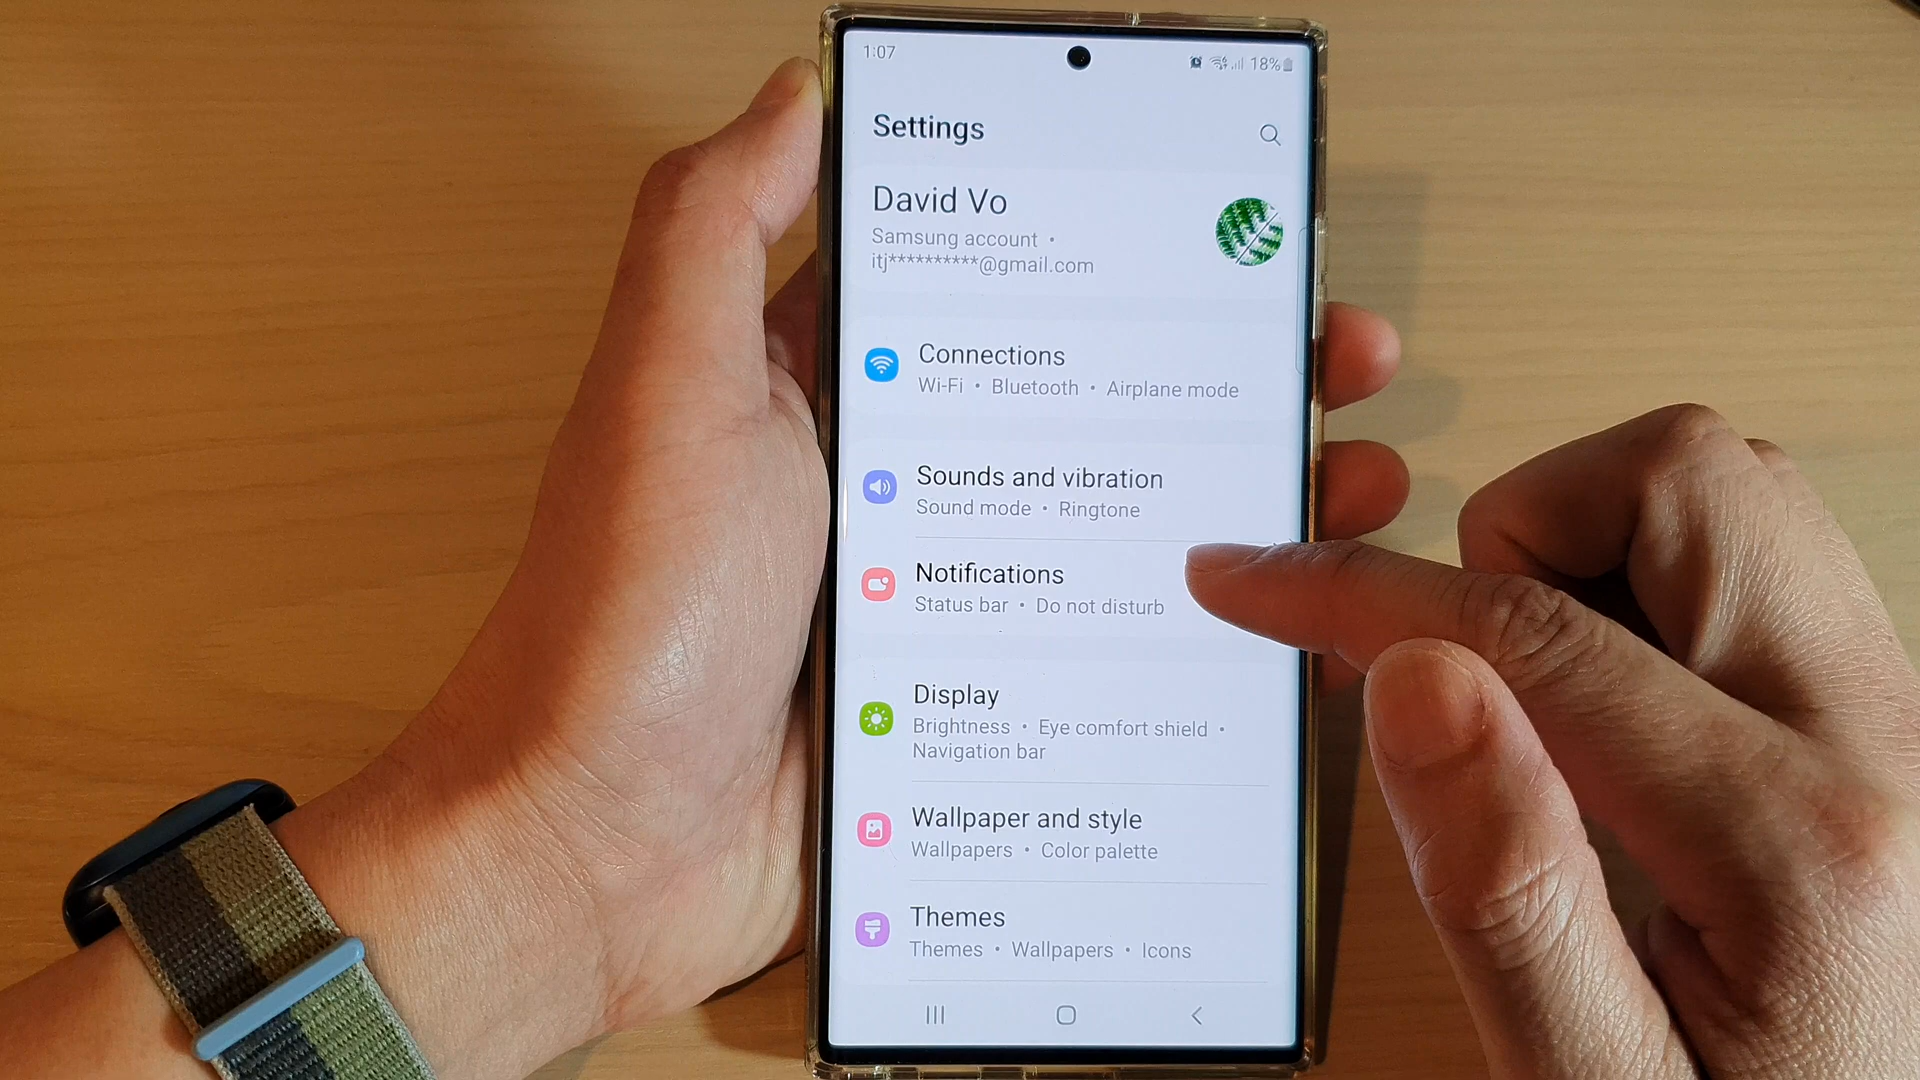 1:07
18%
Settings
David Vo
Samsung account •
itj**********@gmail.com
Connections
Wi-Fi • Bluetooth • Airplane mode
Sounds and vibration
Sound mode • Ringtone
Notifications
Status bar • Do not disturb
Display
Brightness • Eye comfort shield •
Navigation bar
Wallpaper and style
Wallpapers • Color palette
Themes
Themes • Wallpapers • Icons